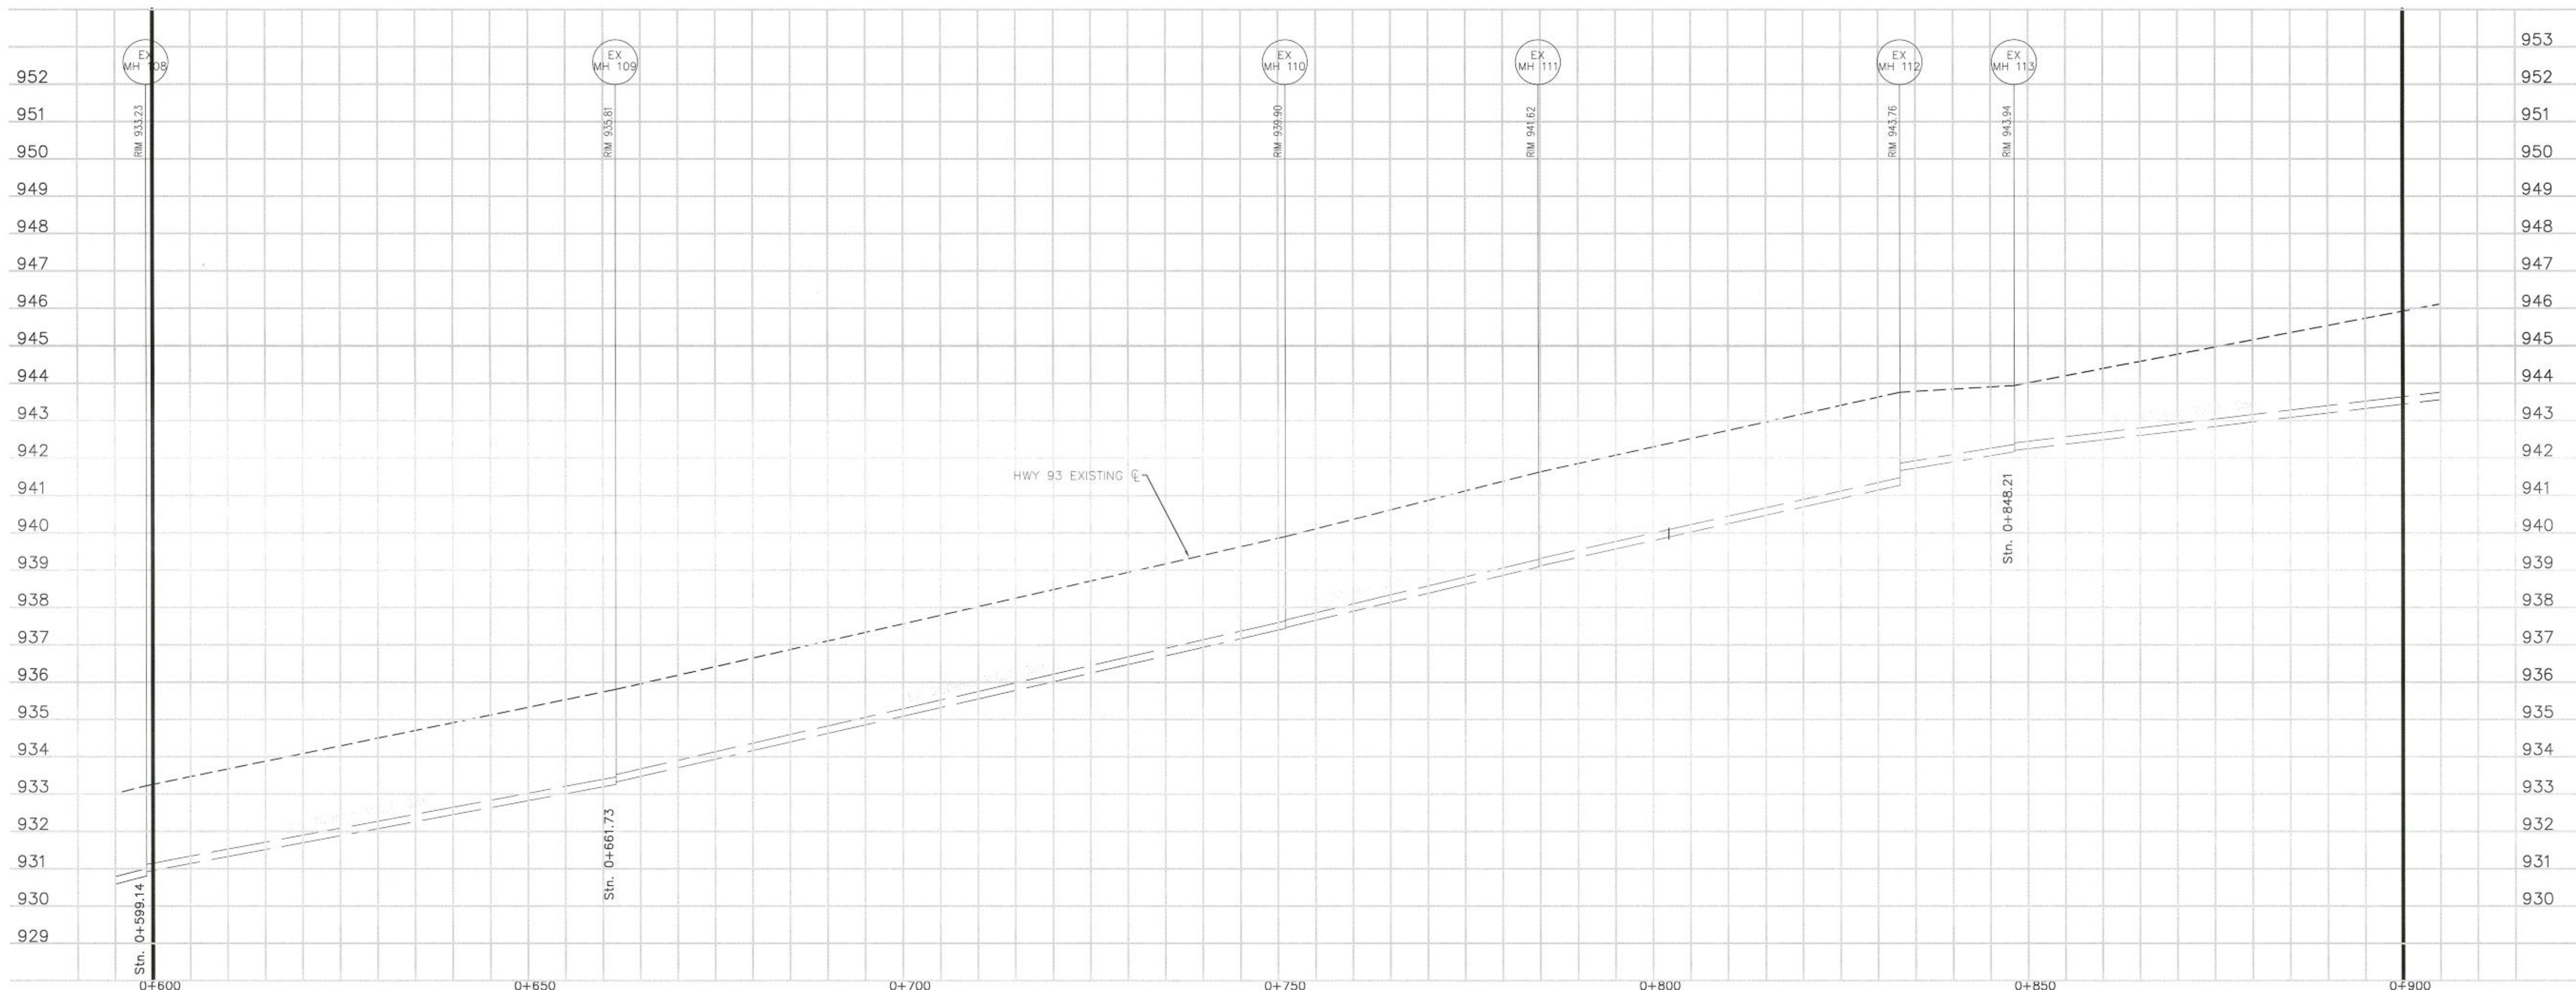 EX
MH 108
EX
MH 109
EX
MH 110
EX
MH 111
EX
MH 112
EX
MH 113
RIM 933.23
RIM 935.81
RIM 939.90
RIM 941.62
RIM 943.76
RIM 943.94
952
951
950
949
948
947
946
945
944
943
942
941
940
939
938
937
936
935
934
933
932
931
930
929
HWY 93 EXISTING ℄
Stn. 0+599.14
Stn. 0+661.73
Stn. 0+848.21
953
952
951
950
949
948
947
946
945
944
943
942
941
940
939
938
937
936
935
934
933
932
931
930
0+600 0+650 0+700 0+750 0+800 0+850 0+900